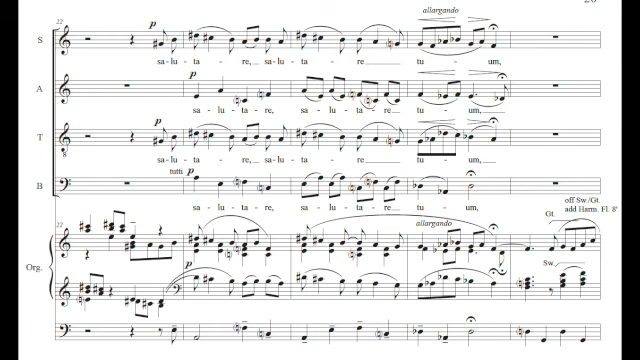 22
allargando
p
S
sa - lu - ta - re, sa - lu - ta - re tu - um,
p
A
sa - lu - ta - re, sa - lu - ta - re tu - um,
p
T
8
sa - lu - ta - re, sa - lu - ta - re tu - um,
tutti p
B
sa - lu - ta - re, sa - lu - ta - re tu - um,
off Sw./Gt.
add Harm. Fl. 8'
22
allargando
Gt.
Org.
p
Sw.